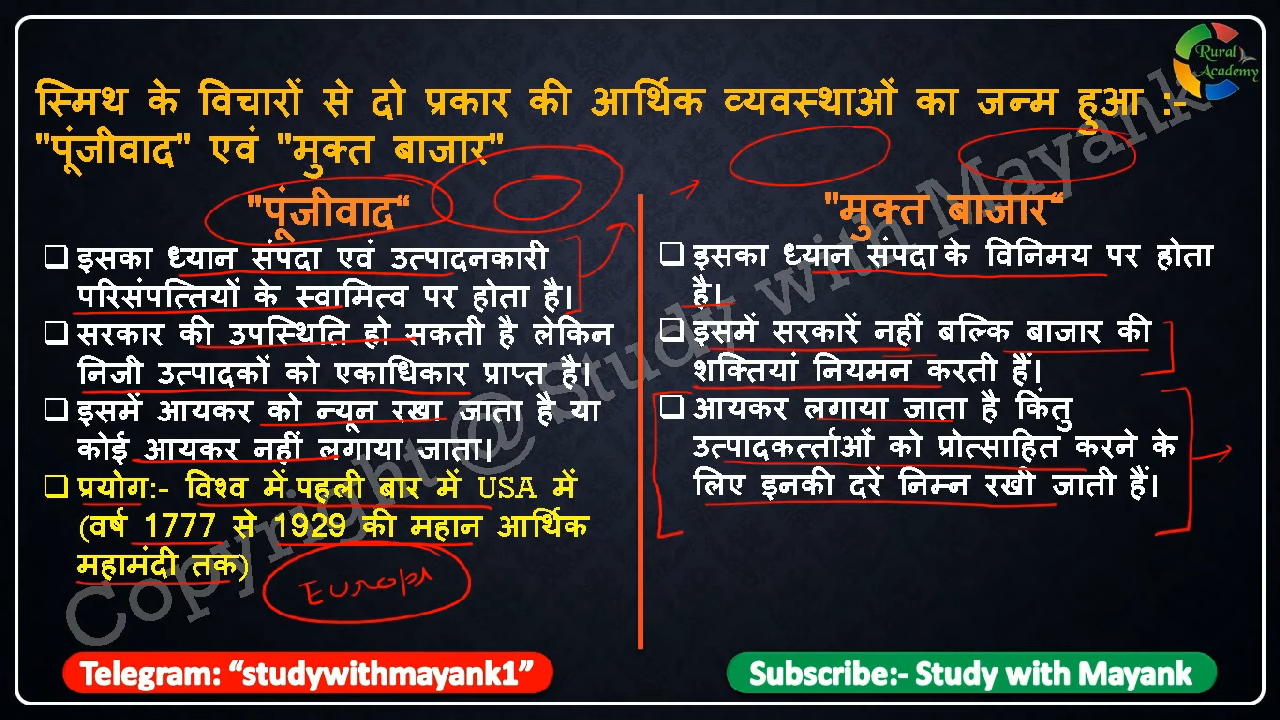 Rural
Academy
स्मिथ के विचारों से दो प्रकार की आर्थिक व्यवस्थाओं का जन्म हुआ :-
"पूंजीवाद" एवं "मुक्त बाजार"
"पूंजीवाद“
❑ इसका ध्यान संपदा एवं उत्पादनकारी
परिसंपत्तियों के स्वामित्व पर होता है।
❑ सरकार की उपस्थिति हो सकती है लेकिन
निजी उत्पादकों को एकाधिकार प्राप्त है।
❑ इसमें आयकर को न्यून रखा जाता है या
कोई आयकर नहीं लगाया जाता।
❑ प्रयोग:- विश्व में पहली बार में USA में
(वर्ष 1777 से 1929 की महान आर्थिक
महामंदी तक)
"मुक्त बाजार“
❑ इसका ध्यान संपदा के विनिमय पर होता
है।
❑ इसमें सरकारें नहीं बल्कि बाजार की
शक्तियां नियमन करती हैं।
❑ आयकर लगाया जाता है किंतु
उत्पादकर्त्ताओं को प्रोत्साहित करने के
लिए इनकी दरें निम्न रखी जाती हैं।
Copyright @ Study with Mayank
Telegram: “studywithmayank1”
Subscribe:- Study with Mayank